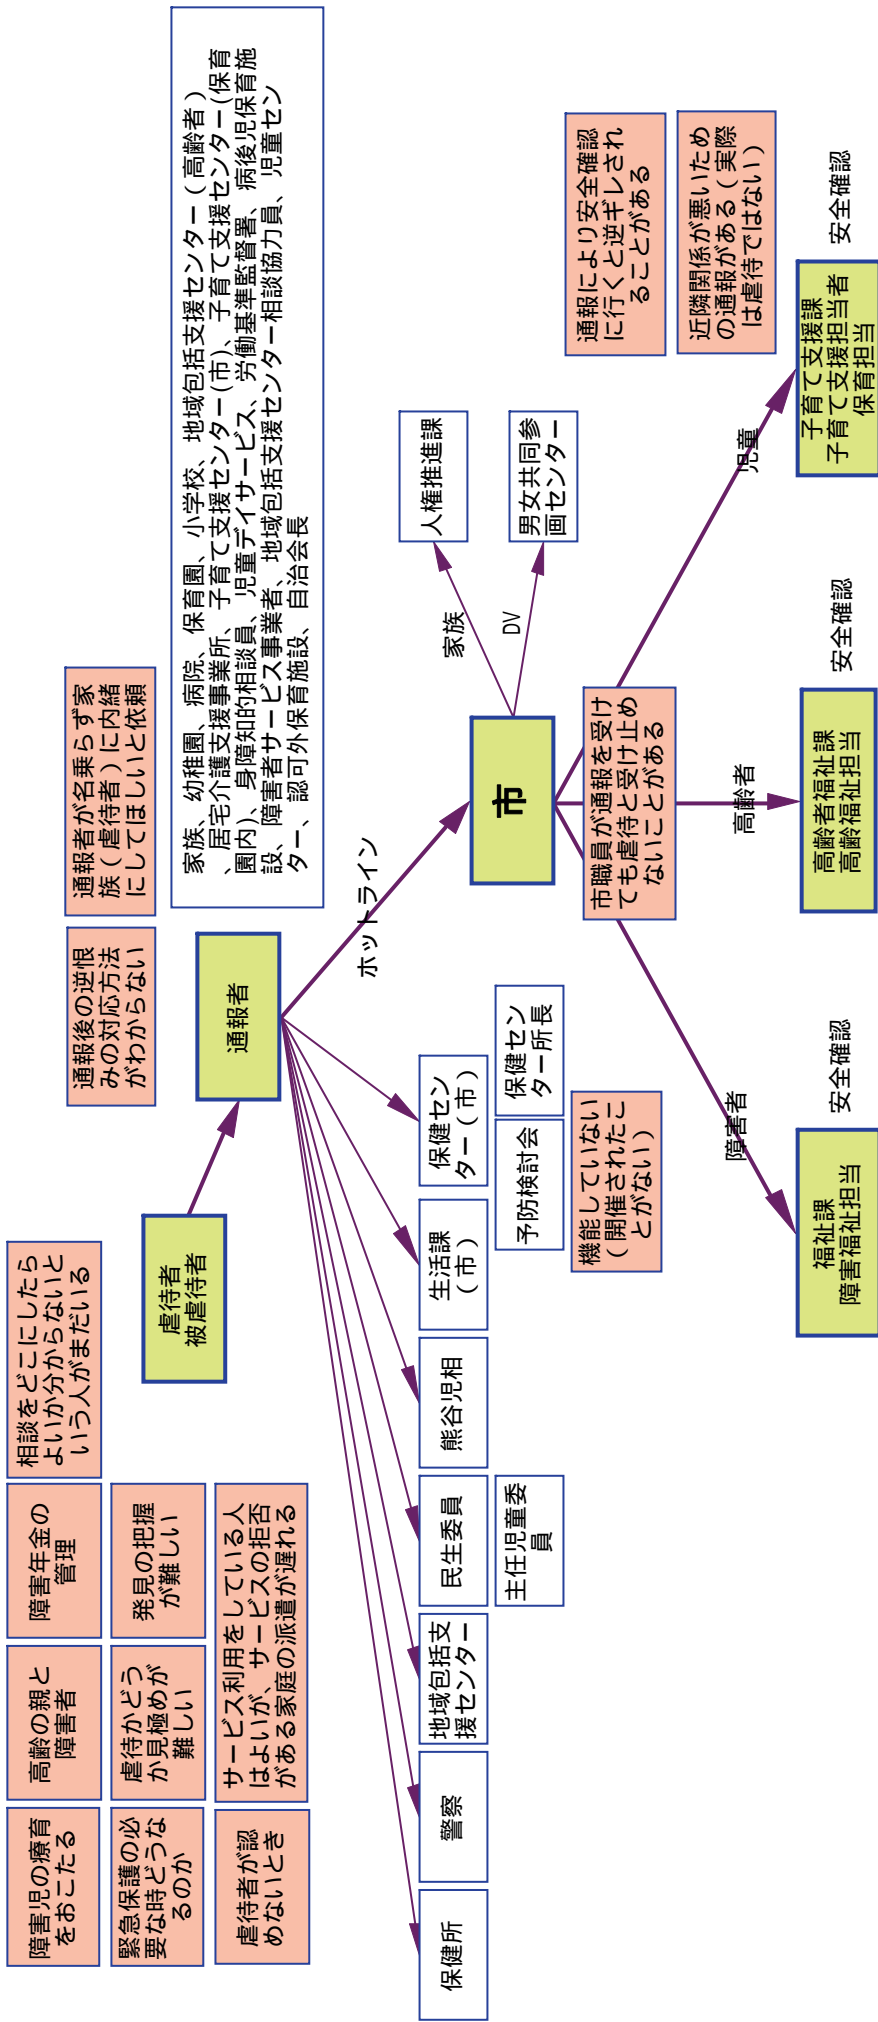 障害児の療育
をおこたる
高齢の親と
障害者
障害年金の
管理
相談をどこにしたら
よいか分からないと
いう人がまだいる
緊急保護の必
要な時どうな
るのか
虐待かどう
か見極めが
難しい
発見の把握
が難しい
虐待者が認
めないとき
サービス利用をしている人
はよいが、サービスの拒否
がある家庭の派遣が遅れる
虐待者
被虐待者
通報後の逆恨
みの対応方法
がわからない
通報者が名乗らず家
族（虐待者）に内緒
にしてほしいと依頼
通報者
家族、幼稚園、病院、保育園、小学校、地域包括支援センター（高齢者）
、居宅介護支援事業所、子育て支援センター(市)、子育て支援センター(保育
園内)、身障知的相談員、児童デイサービス、労働基準監督署、病後児保育施
設、障害者サービス事業者、地域包括支援センター相談協力員、児童セン
ター、認可外保育施設、自治会長
ホットライン
保健所
警察
地域包括支
援センター
民生委員
主任児童委
員
熊谷児相
生活課
（市）
保健セン
ター(市)
予防検討会
保健セン
ター所長
機能していない
（開催されたこ
とがない）
市
家族
人権推進課
DV
男女共同参
画センター
市職員が通報を受け
ても虐待と受け止め
ないことがある
通報により安全確認
に行くと逆ギレされ
ることがある
近隣関係が悪いため
の通報がある（実際
は虐待ではない）
障害者
高齢者
児童
福祉課
障害福祉担当
安全確認
高齢者福祉課
高齢福祉担当
安全確認
子育て支援課
子育て支援担当者
保育担当
安全確認